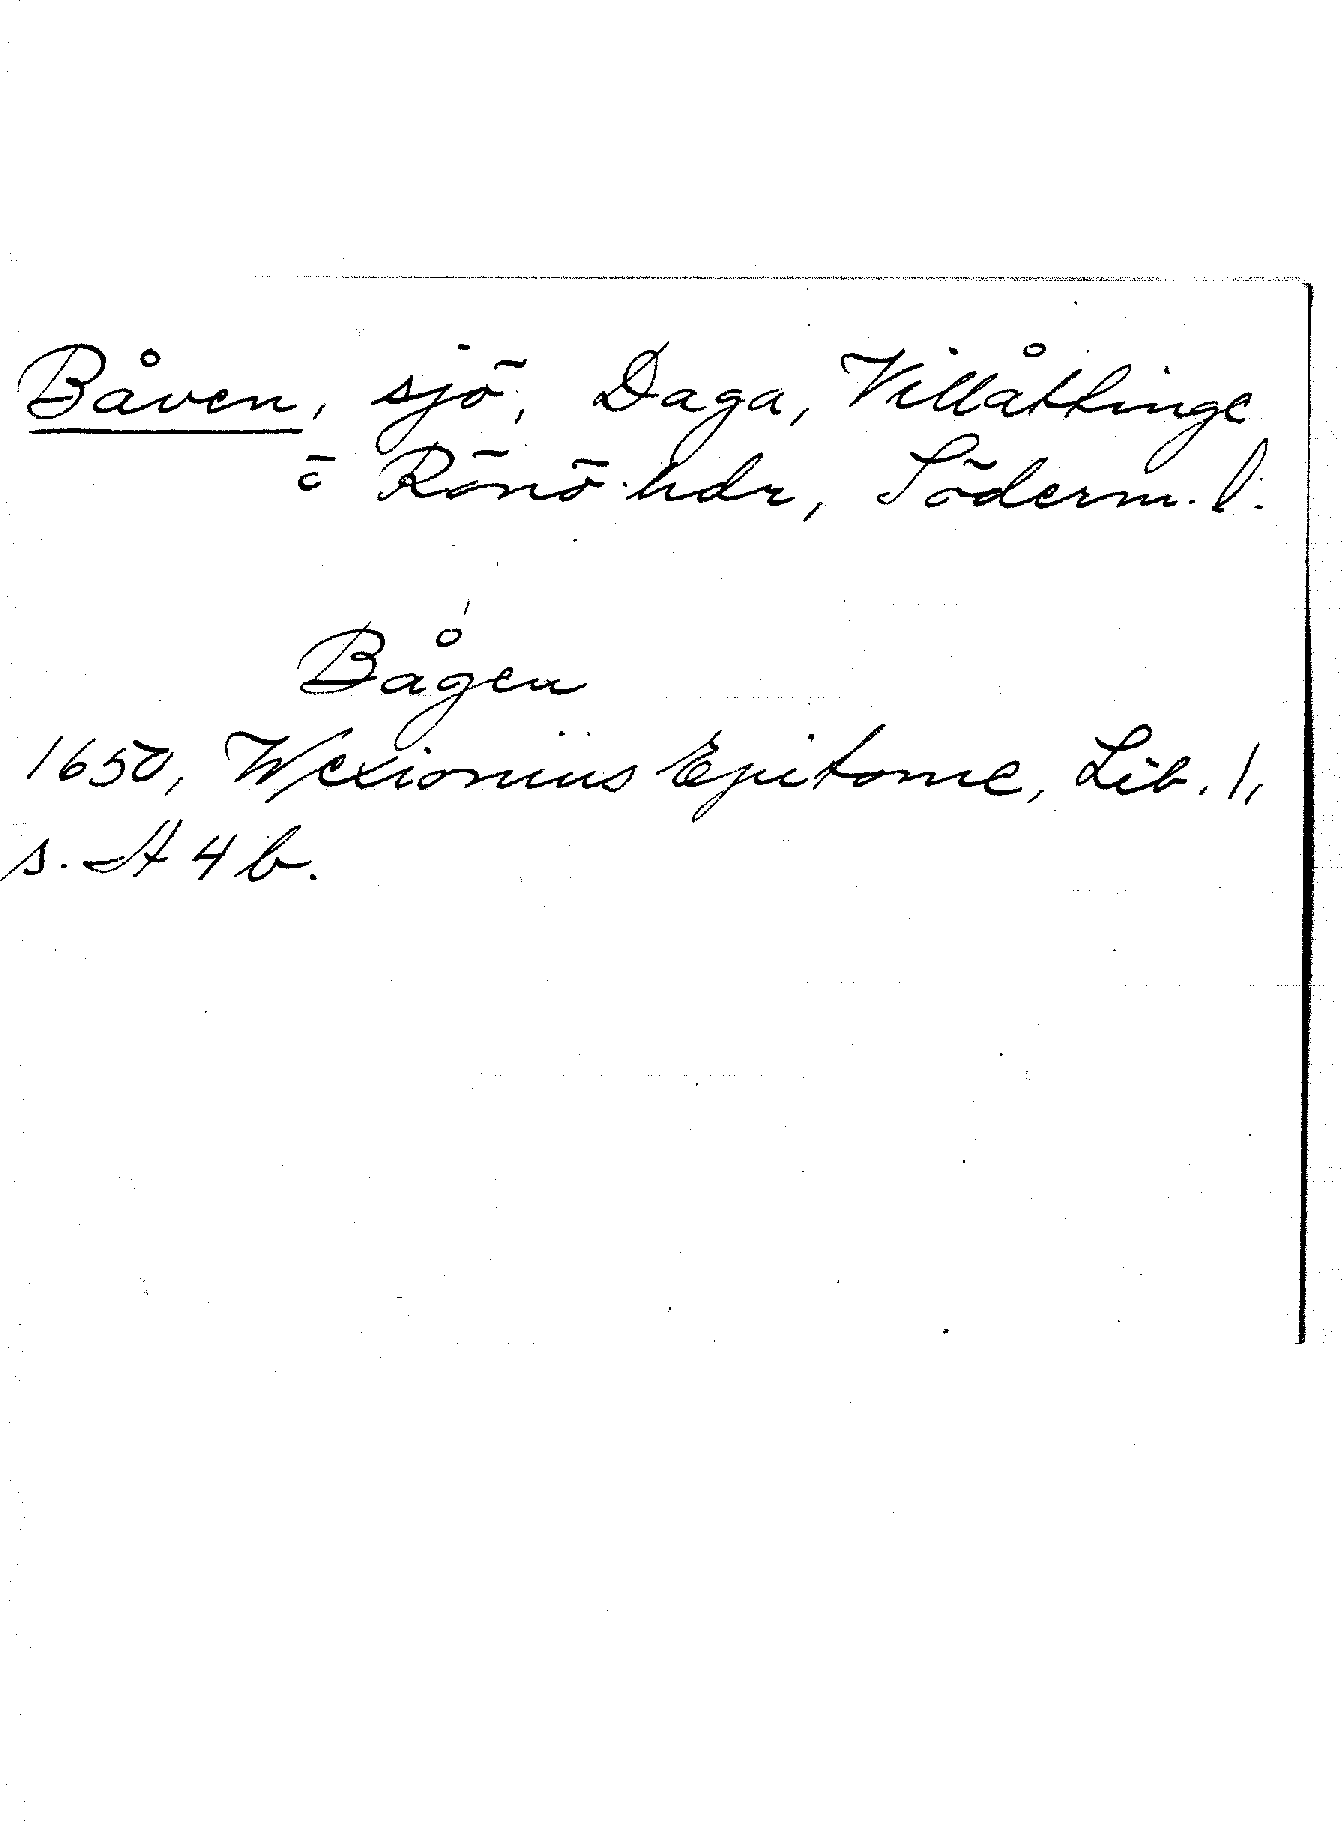 Båven, sjö, Daga, Villåttinge
o Rönö hdr, Söderm. l.
Bågen
1650, Wexionius Epitome, Lib. 1,
s. A 4 b.